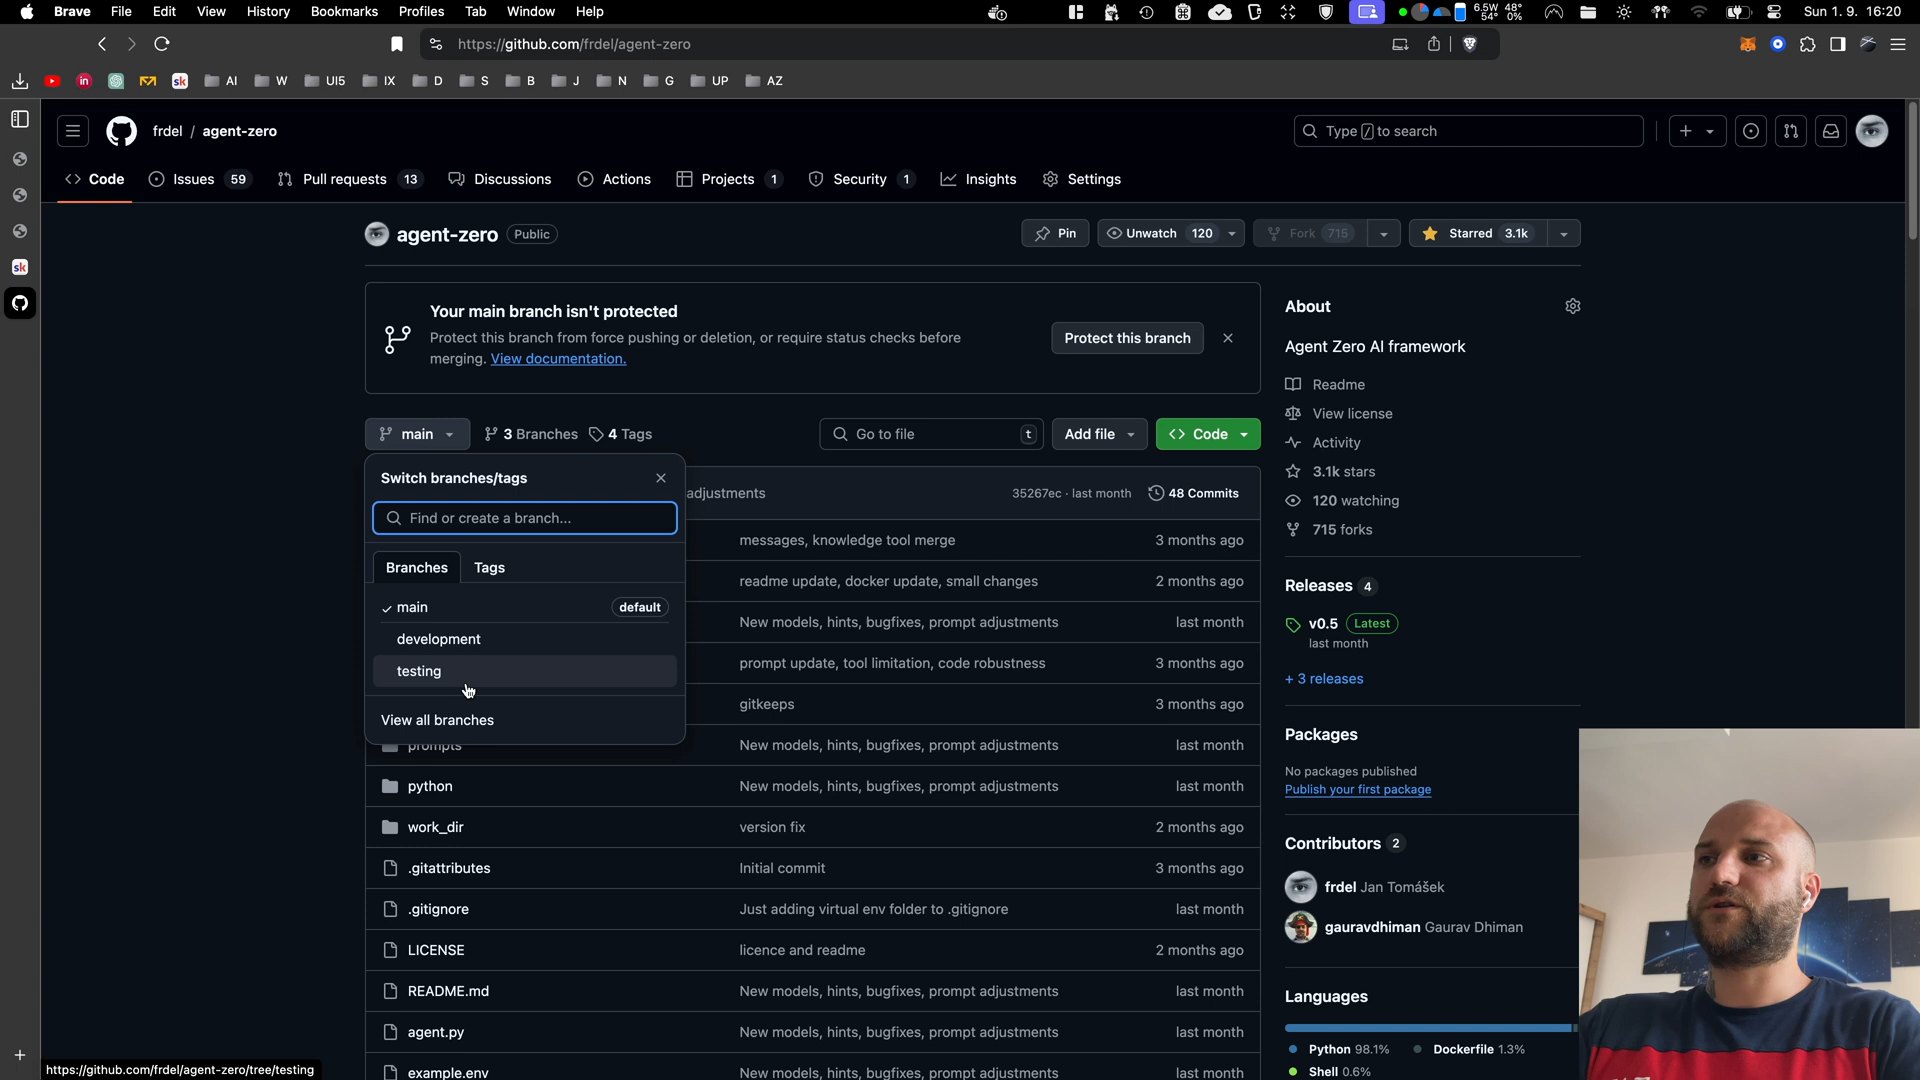 Brave File Edit View History Bookmarks Profiles Tab Window Help
6.5W 48°
54° 0%
Sun 1. 9. 16:20
https://github.com/frdel/agent-zero
AI W UI5 IX D S B J N G UP AZ
frdel / agent-zero
Type / to search
Code Issues 59 Pull requests 13 Discussions Actions Projects 1 Security 1 Insights Settings
agent-zero Public
Pin Unwatch 120 Fork 715 Starred 3.1k
Your main branch isn't protected
Protect this branch from force pushing or deletion, or require status checks before
merging. View documentation.
Protect this branch
main 3 Branches 4 Tags Go to file t Add file Code
Switch branches/tags
Find or create a branch...
Branches Tags
main default
development
testing
View all branches
adjustments 35267ec · last month 48 Commits
messages, knowledge tool merge 3 months ago
readme update, docker update, small changes 2 months ago
New models, hints, bugfixes, prompt adjustments last month
prompt update, tool limitation, code robustness 3 months ago
gitkeeps 3 months ago
prompts New models, hints, bugfixes, prompt adjustments last month
python New models, hints, bugfixes, prompt adjustments last month
work_dir version fix 2 months ago
.gitattributes Initial commit 3 months ago
.gitignore Just adding virtual env folder to .gitignore last month
LICENSE licence and readme 2 months ago
README.md New models, hints, bugfixes, prompt adjustments last month
agent.py New models, hints, bugfixes, prompt adjustments last month
example.env New models, hints, bugfixes, prompt adjustments last month
About
Agent Zero AI framework
Readme
View license
Activity
3.1k stars
120 watching
715 forks
Releases 4
v0.5 Latest
last month
+ 3 releases
Packages
No packages published
Publish your first package
Contributors 2
frdel Jan Tomášek
gauravdhiman Gaurav Dhiman
Languages
Python 98.1% Dockerfile 1.3%
Shell 0.6%
https://github.com/frdel/agent-zero/tree/testing